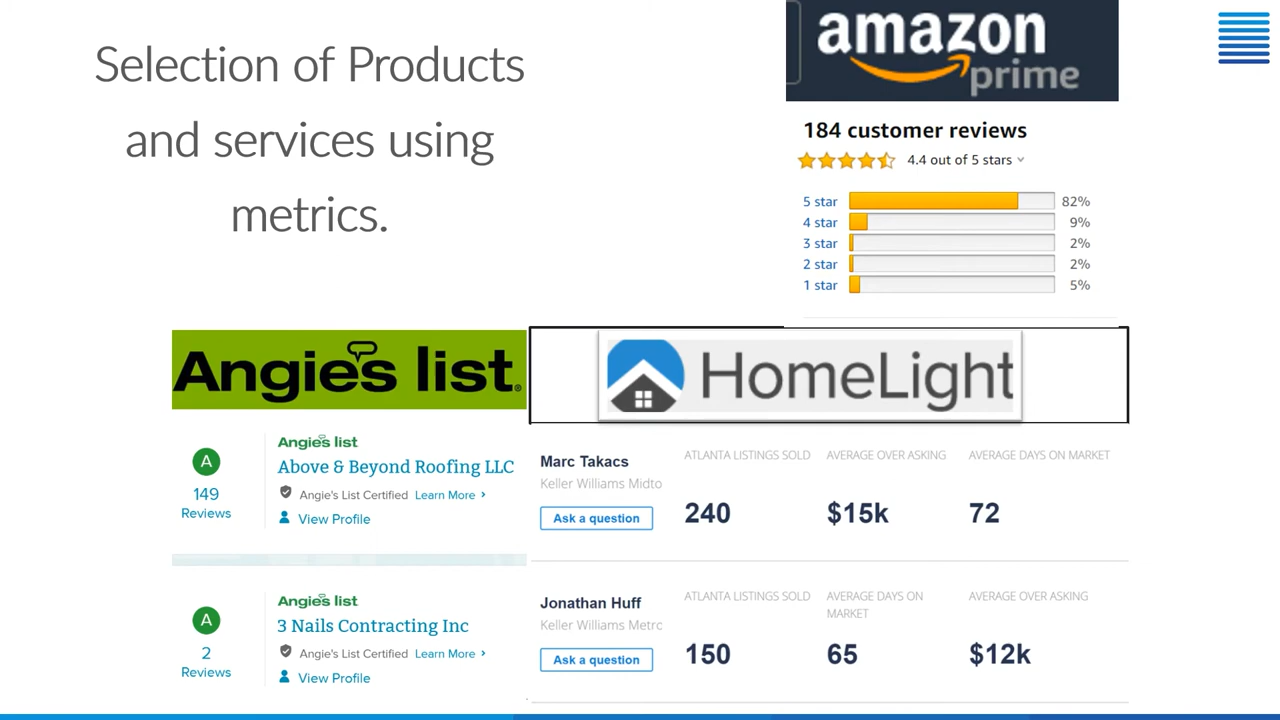 Selection of Products
and services using
metrics.
amazon
prime
184 customer reviews
4.4 out of 5 stars
5 star 82%
4 star 9%
3 star 2%
2 star 2%
1 star 5%
Angie's list®
A
149
Reviews
Angie's list
Above & Beyond Roofing LLC
Angie's List Certified Learn More >
View Profile
A
2
Reviews
Angie's list
3 Nails Contracting Inc
Angie's List Certified Learn More >
View Profile
HomeLight
Marc Takacs
Keller Williams Midto
Ask a question
ATLANTA LISTINGS SOLD
240
AVERAGE OVER ASKING
$15k
AVERAGE DAYS ON MARKET
72
Jonathan Huff
Keller Williams Metro
Ask a question
ATLANTA LISTINGS SOLD
150
AVERAGE DAYS ON
MARKET
65
AVERAGE OVER ASKING
$12k